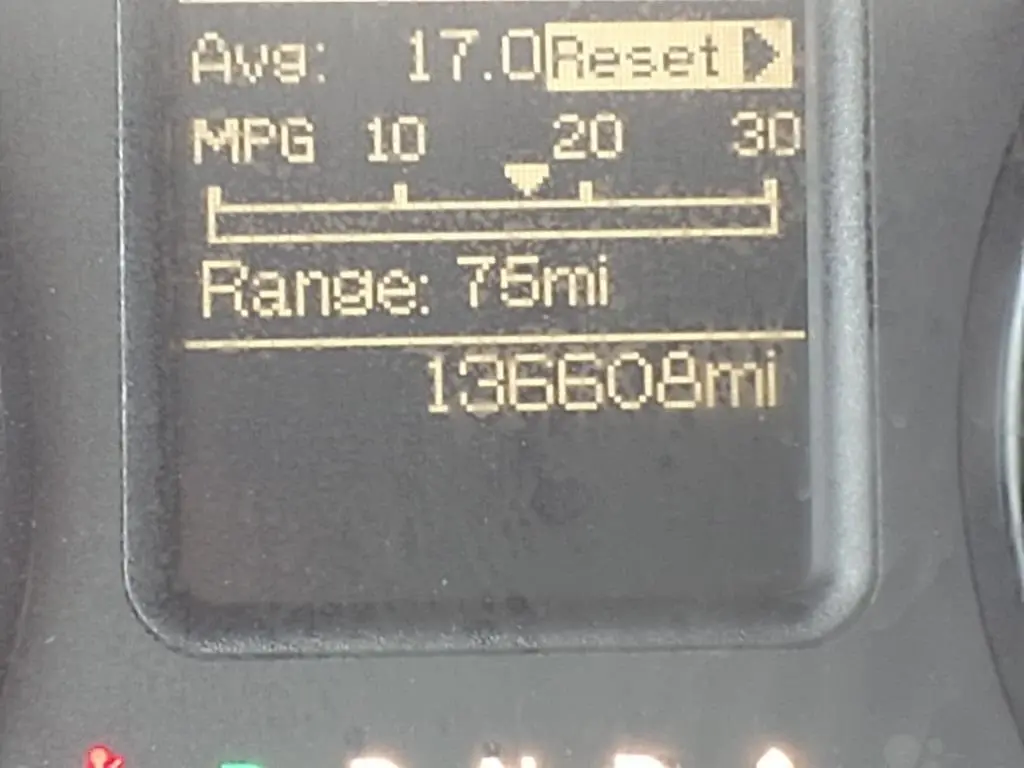 Avg: 17.0 Reset
MPG 10 20 30
Range: 75mi
136608mi